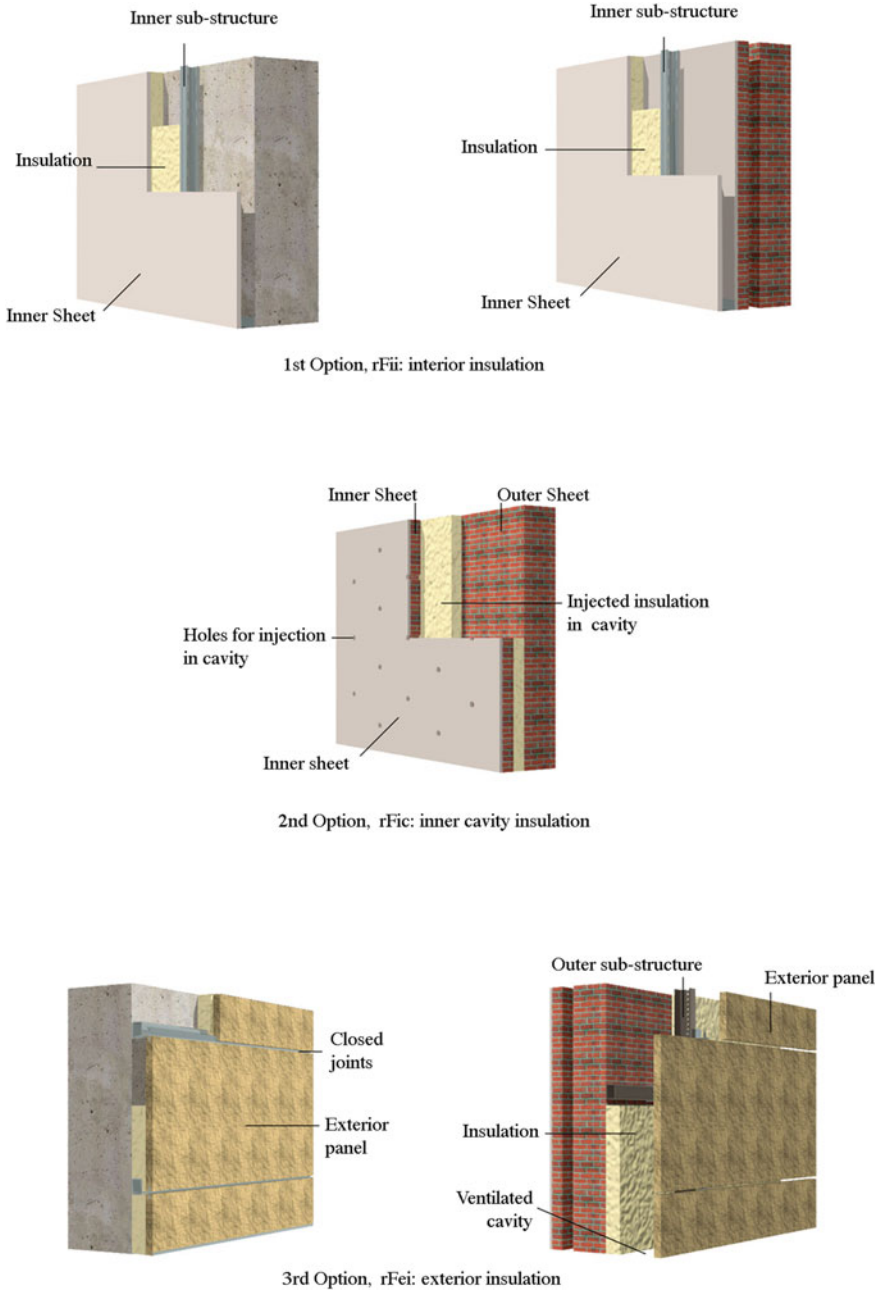 Inner sub-structure
Insulation
Inner Sheet
Inner sub-structure
Insulation
Inner Sheet
1st Option, rFii: interior insulation
Inner Sheet
Outer Sheet
Injected insulation
in cavity
Holes for injection
in cavity
Inner sheet
2nd Option, rFic: inner cavity insulation
Closed
joints
Exterior
panel
Outer sub-structure
Exterior panel
Insulation
Ventilated
cavity
3rd Option, rFei: exterior insulation